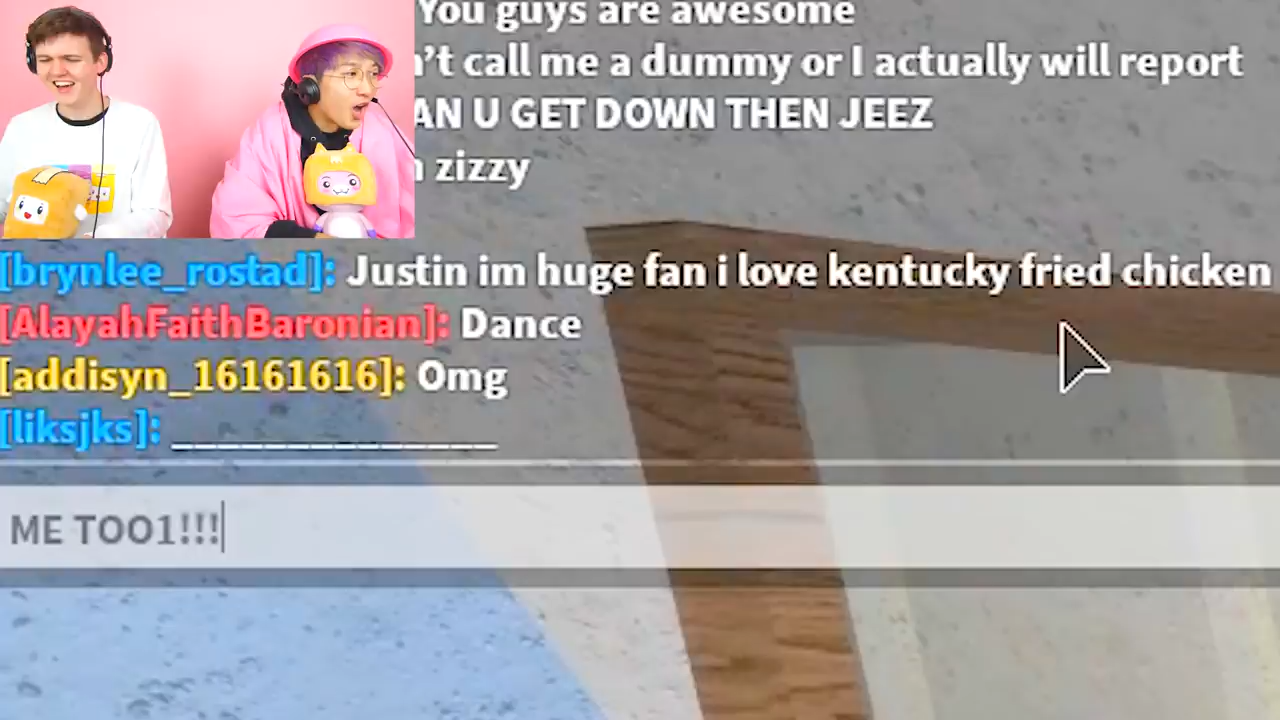 You guys are awesome
n't call me a dummy or I actually will report
AN U GET DOWN THEN JEEZ
zizzy
[brynlee_rostad]: Justin im huge fan i love kentucky fried chicken
[AlayahFaithBaronian]: Dance
[addisyn_16161616]: Omg
[liksjks]: ______________
ME TOO1!!!